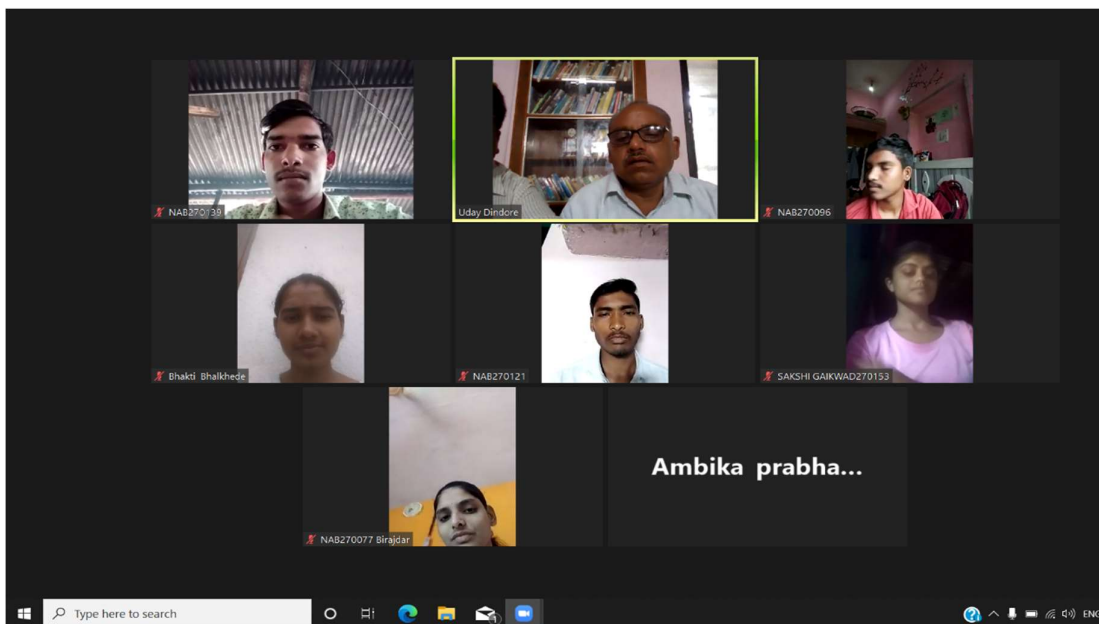 NAB270139
Uday Dindore
NAB270096
Bhakti Bhalkhede
NAB270121
SAKSHI GAIKWAD270153
NAB270077 Birajdar
Ambika prabha...
Type here to search
ENG